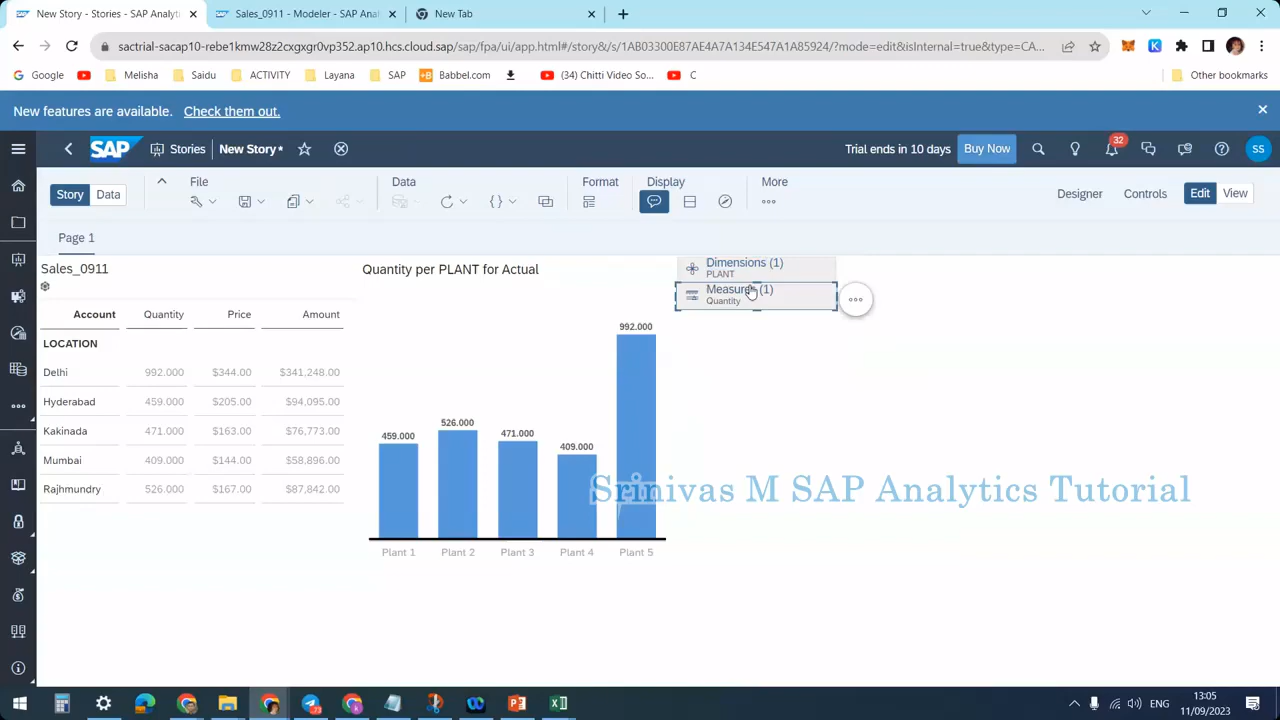 New Story - Stories - SAP Analyti
Sales_0911 - Modeler - SAP Ana
New Tab
sactrial-sacap10-rebe1kmw28z2cxgxgr0vp352.ap10.hcs.cloud.sap/sap/fpa/ui/app.html#/story&/s/1AB03300E87AE4A7A134E547A1A85924/?mode=edit&isInternal=true&type=CA...
Google
Melisha
Saidu
ACTIVITY
Layana
SAP
Babbel.com
(34) Chitti Video So...
C
Other bookmarks
New features are available. Check them out.
SAP
Stories
New Story*
Trial ends in 10 days
Buy Now
32
SS
Story
Data
File
Data
Format
Display
More
Designer
Controls
Edit
View
Page 1
Sales_0911
Account Quantity Price Amount
LOCATION
Delhi 992.000 $344.00 $341,248.00
Hyderabad 459.000 $205.00 $94,095.00
Kakinada 471.000 $163.00 $76,773.00
Mumbai 409.000 $144.00 $58,896.00
Rajhmundry 526.000 $167.00 $87,842.00
Quantity per PLANT for Actual
459.000
526.000
471.000
409.000
992.000
Plant 1 Plant 2 Plant 3 Plant 4 Plant 5
Dimensions (1)
PLANT
Measures (1)
Quantity
Srinivas M SAP Analytics Tutorial
ENG
13:05
11/09/2023